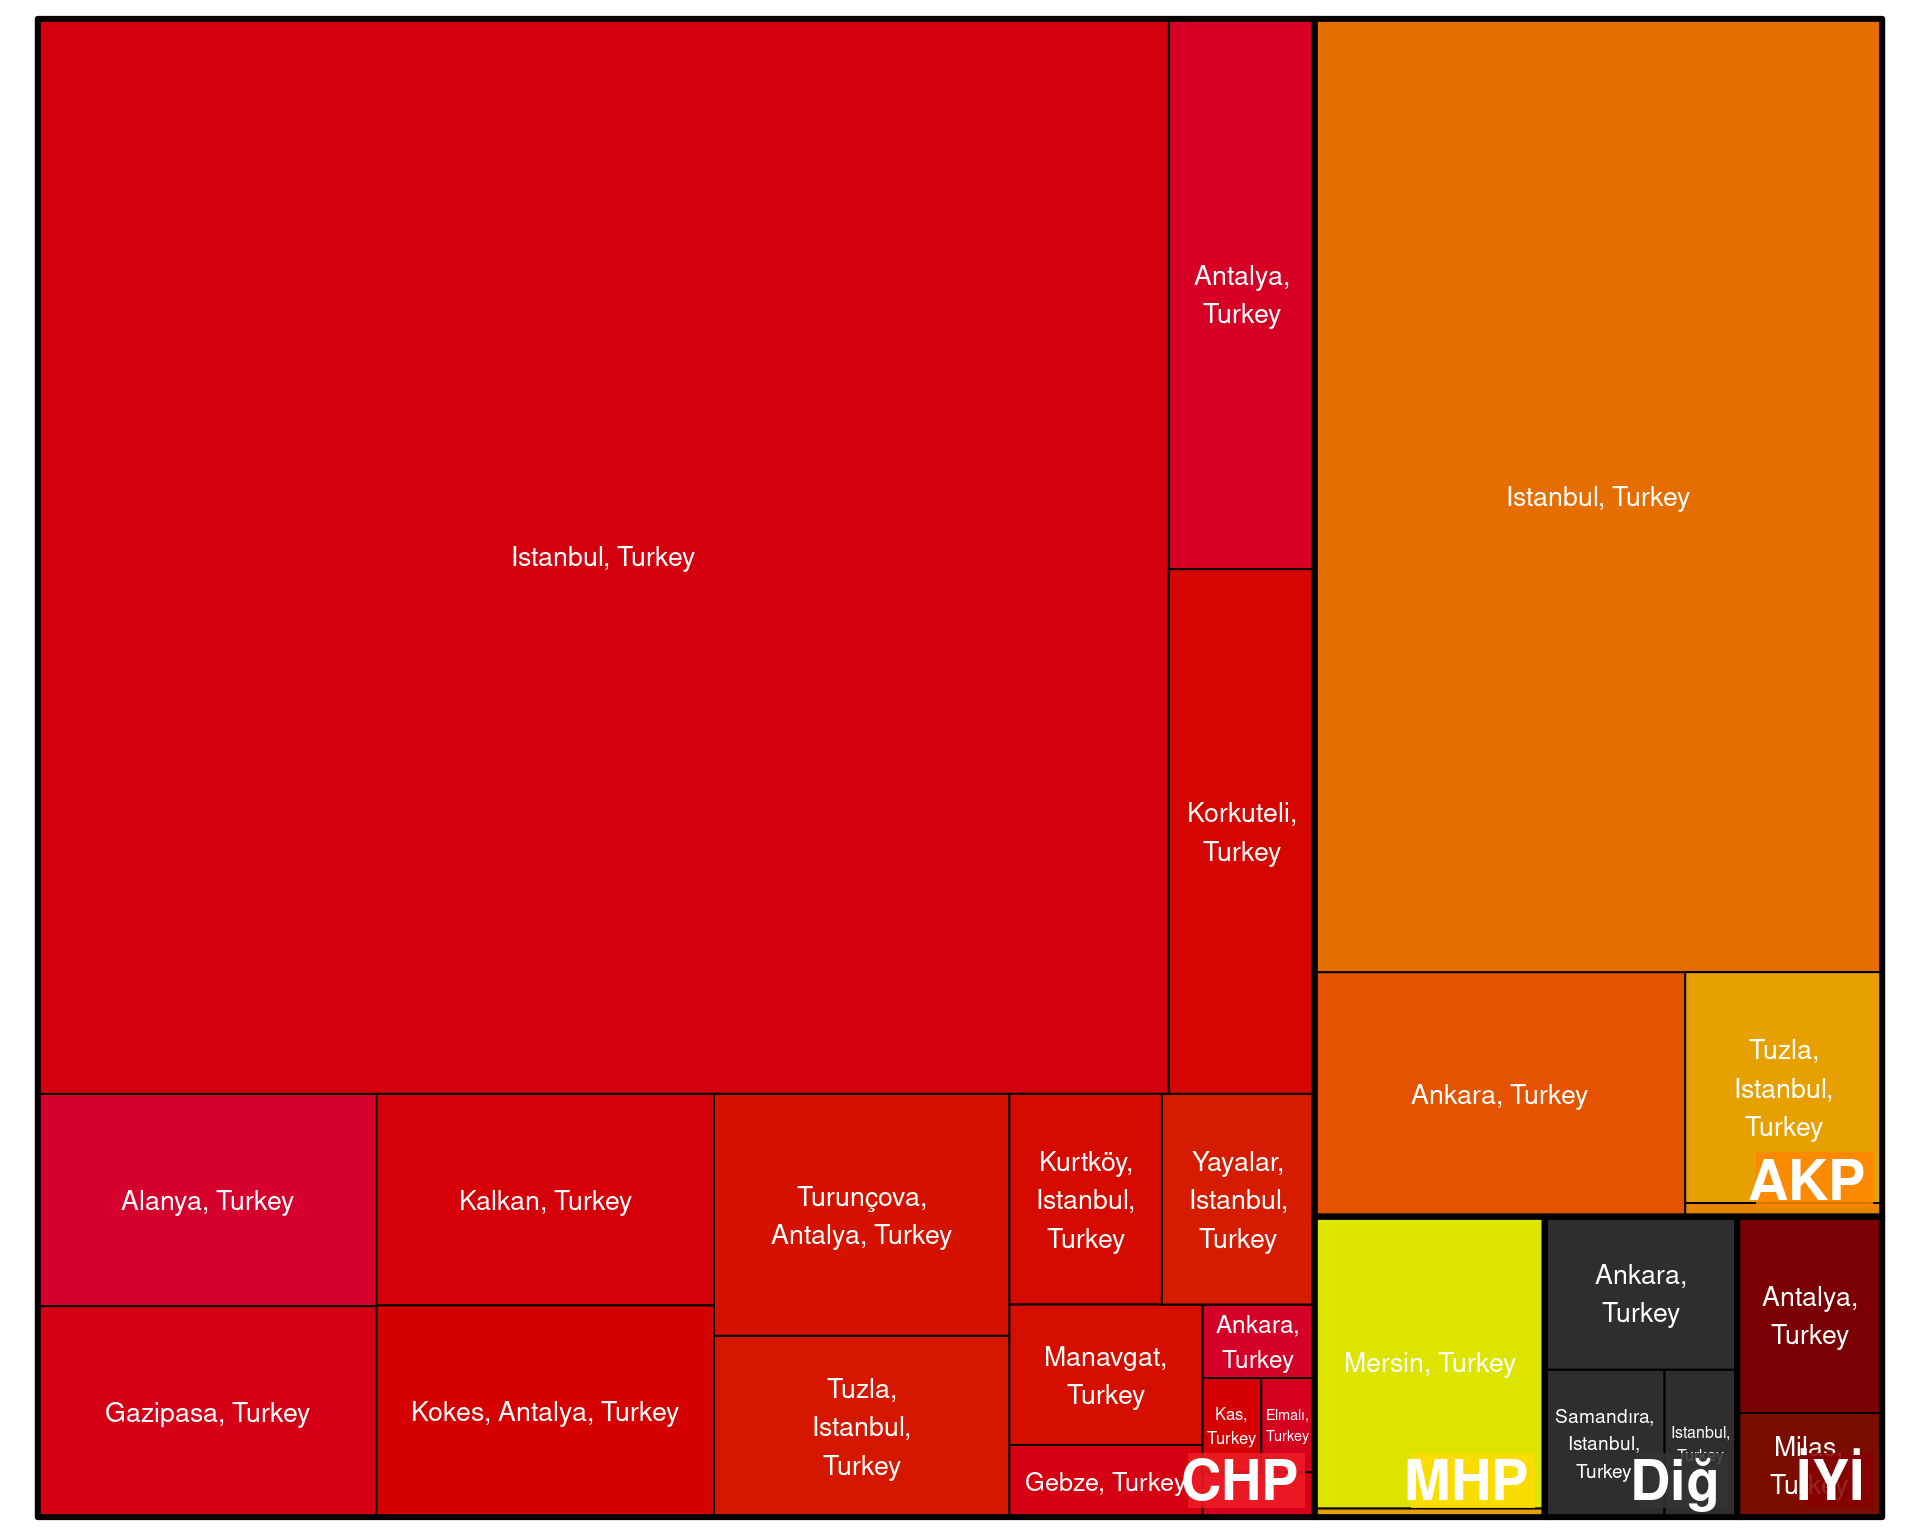 Istanbul, Turkey
Antalya,
Turkey
Korkuteli,
Turkey
Alanya, Turkey
Kalkan, Turkey
Turunçova,
Antalya, Turkey
Kurtköy,
Istanbul,
Turkey
Yayalar,
Istanbul,
Turkey
Gazipasa, Turkey
Kokes, Antalya, Turkey
Tuzla,
Istanbul,
Turkey
Manavgat,
Turkey
Gebze, Turkey
Ankara,
Turkey
Kas,
Turkey
Elmalı,
Turkey
CHP
Istanbul, Turkey
Ankara, Turkey
Tuzla,
Istanbul,
Turkey
AKP
Mersin, Turkey
MHP
Ankara,
Turkey
Samandıra,
Istanbul,
Turkey
Istanbul,
Turkey
Diğ
Antalya,
Turkey
Milas,
Turkey
İYİ